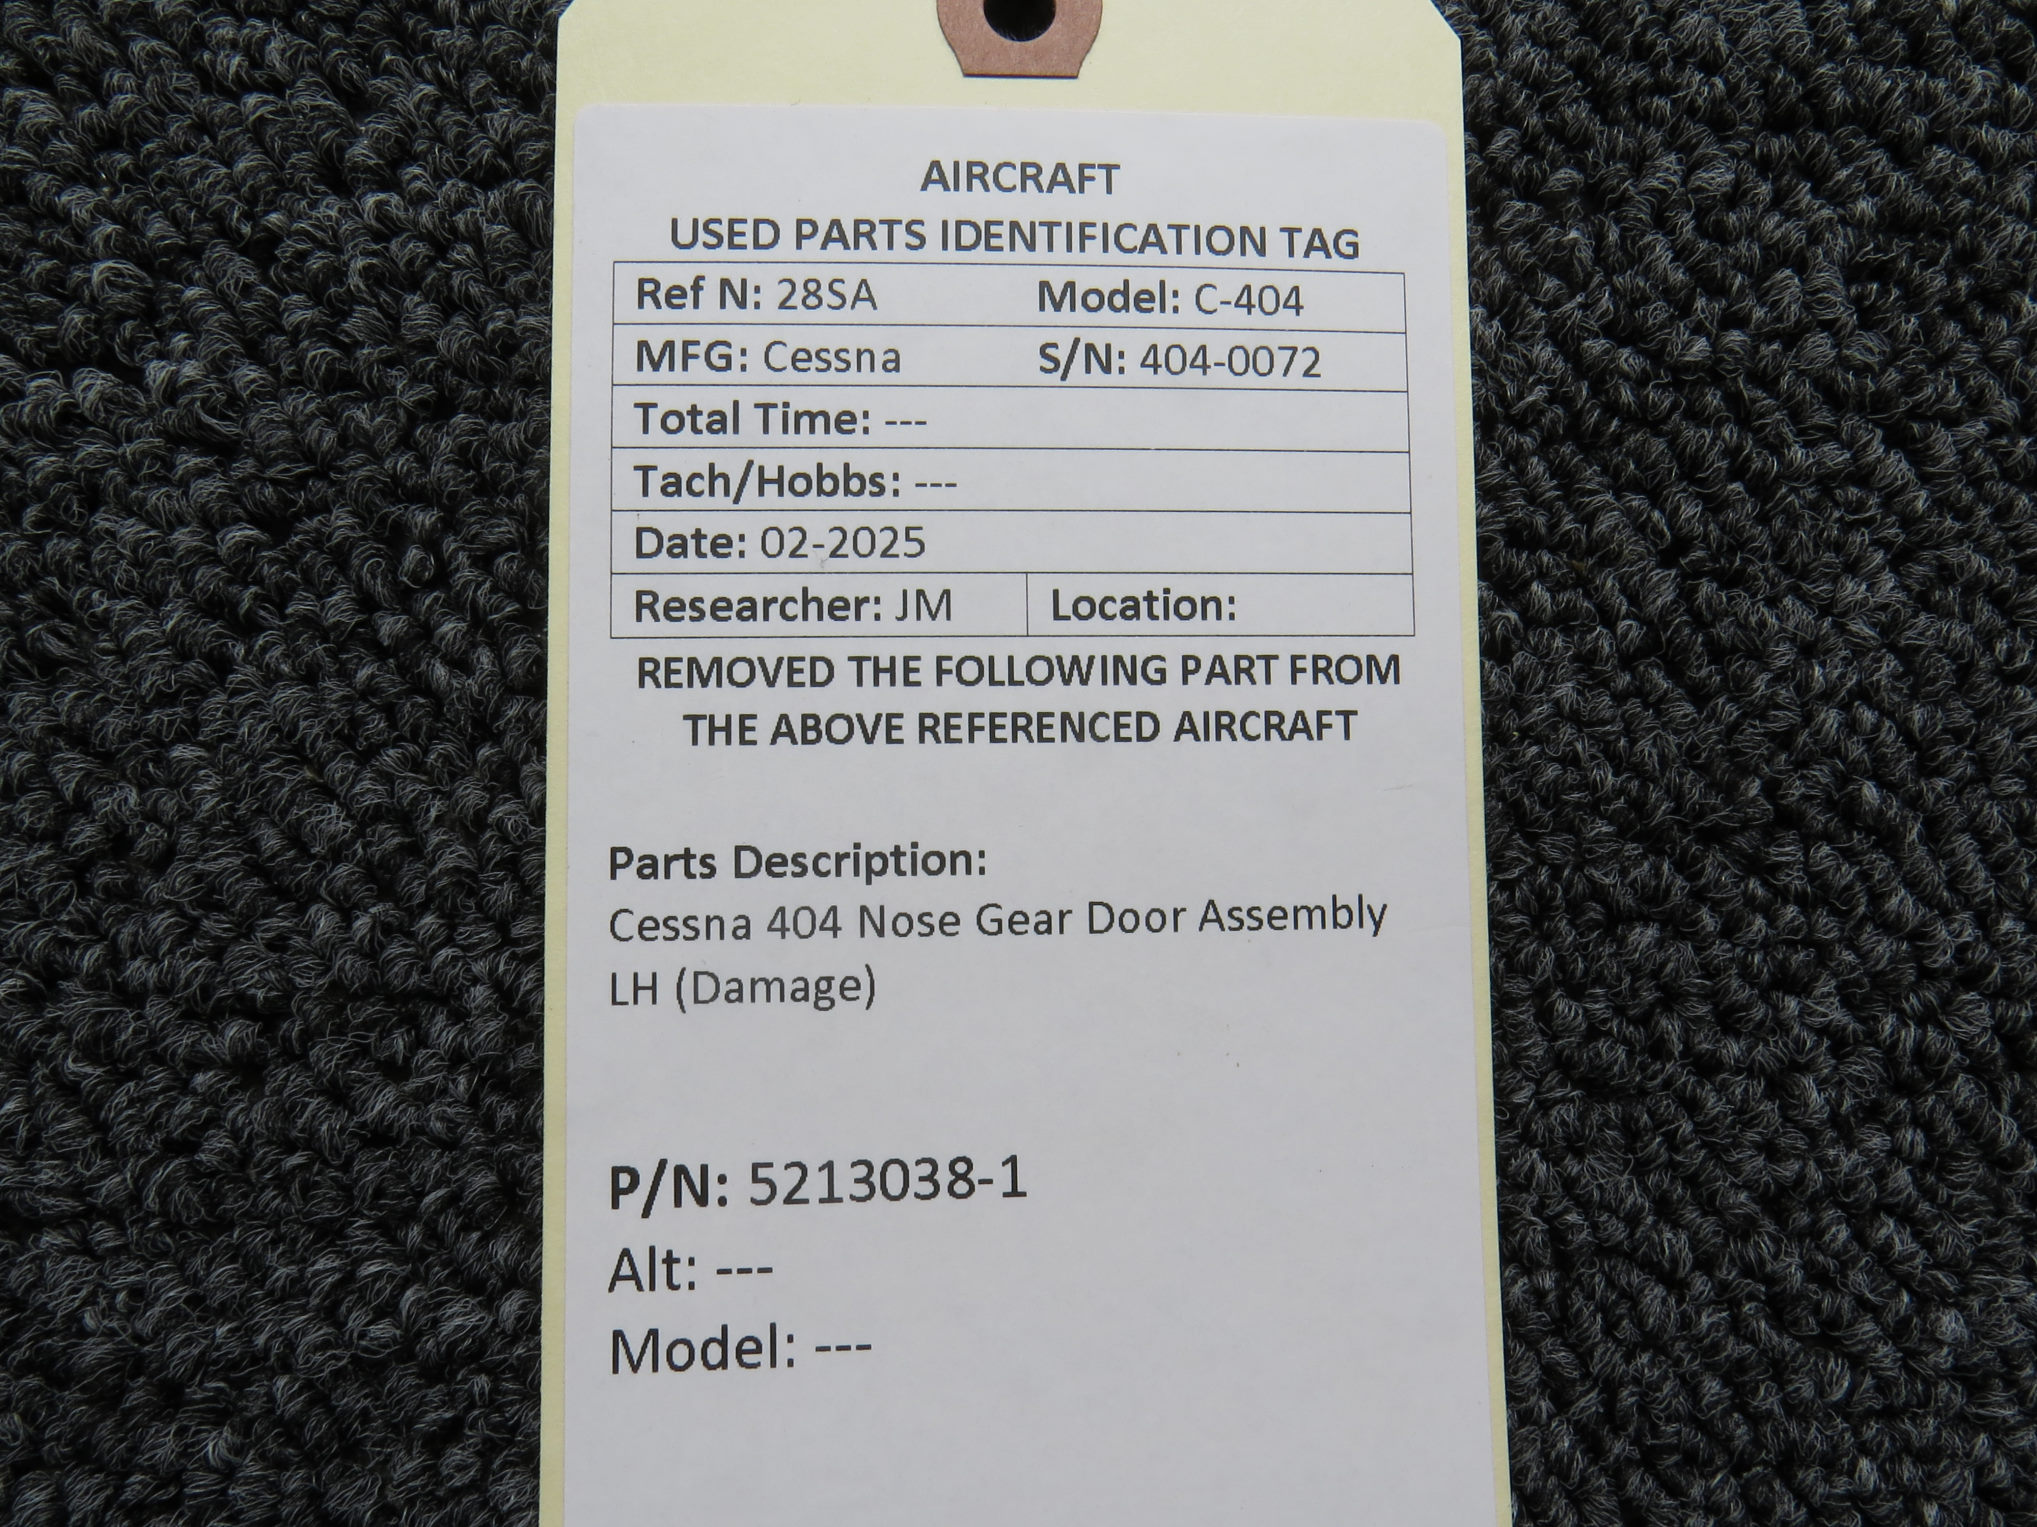 AIRCRAFT
USED PARTS IDENTIFICATION TAG
Ref N: 28SA Model: C-404
MFG: Cessna S/N: 404-0072
Total Time: ---
Tach/Hobbs: ---
Date: 02-2025
Researcher: JM Location:
REMOVED THE FOLLOWING PART FROM
THE ABOVE REFERENCED AIRCRAFT
Parts Description:
Cessna 404 Nose Gear Door Assembly
LH (Damage)
P/N: 5213038-1
Alt: ---
Model: ---